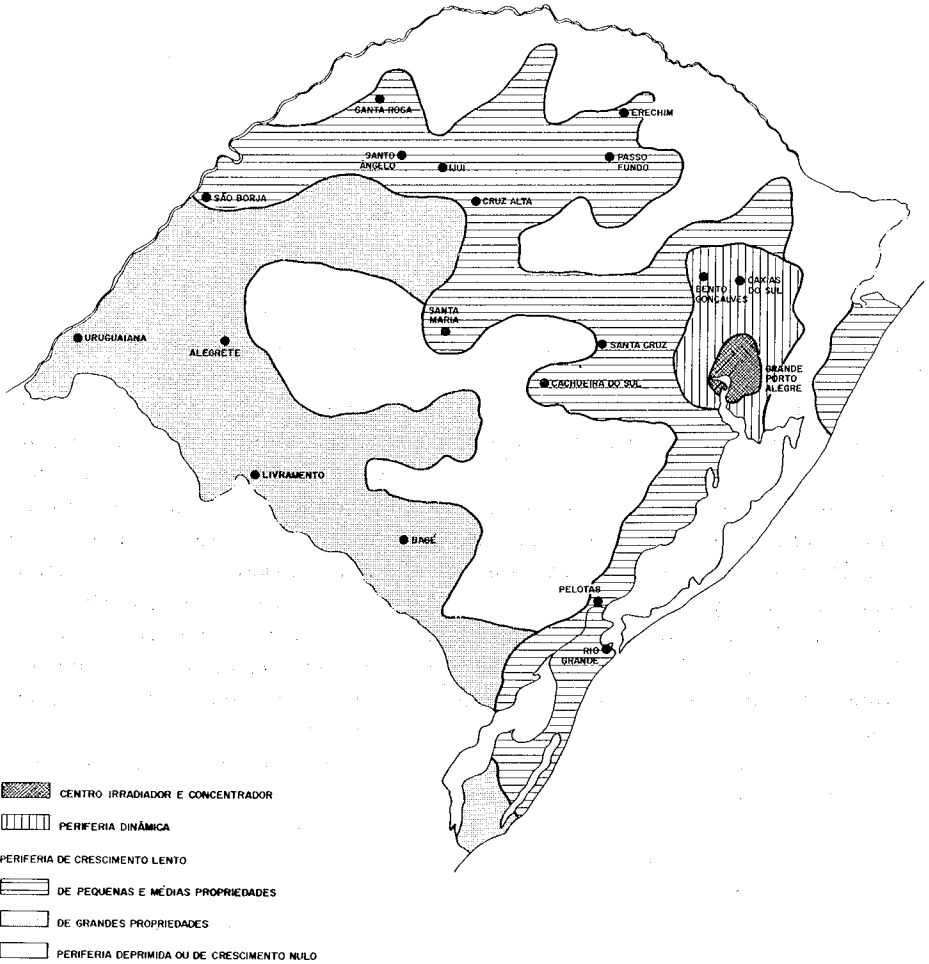 SANTA ROSA
ERECHIM
SANTO
ÂNGELO
IJUÍ
PASSO
FUNDO
SÃO BORJA
CRUZ ALTA
BENTO
GONÇALVES
CAXIAS
DO SUL
SANTA
MARIA
URUGUAIANA
ALEGRETE
SANTA CRUZ
GRANDE
PORTO
ALEGRE
CACHOEIRA DO SUL
LIVRAMENTO
BAGÉ
PELOTAS
RIO
GRANDE
CENTRO IRRADIADOR E CONCENTRADOR
PERIFERIA DINÂMICA
PERIFERIA DE CRESCIMENTO LENTO
DE PEQUENAS E MÉDIAS PROPRIEDADES
DE GRANDES PROPRIEDADES
PERIFERIA DEPRIMIDA OU DE CRESCIMENTO NULO